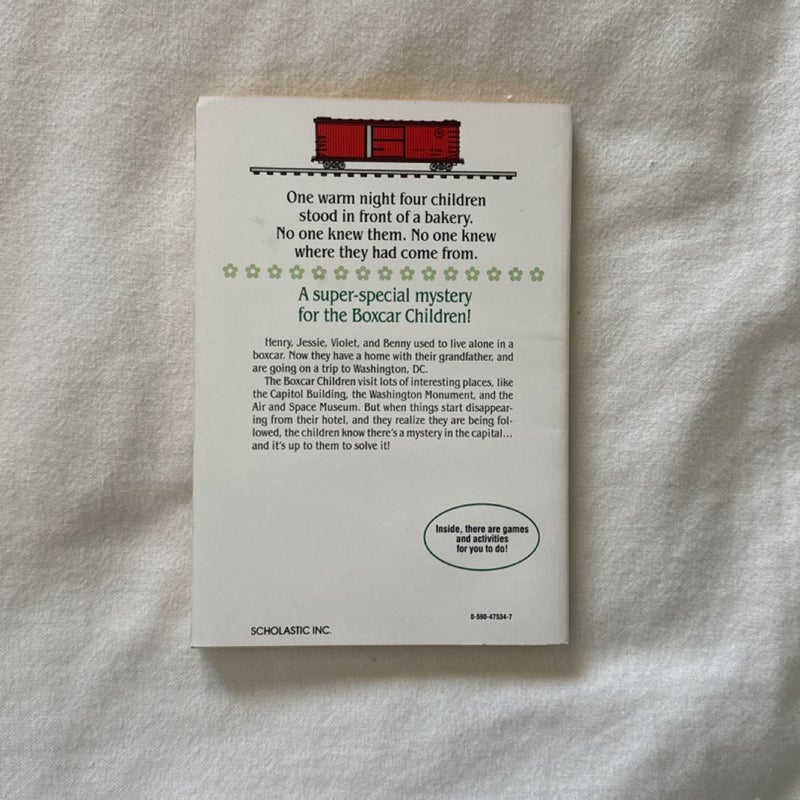 One warm night four children
stood in front of a bakery.
No one knew them. No one knew
where they had come from.
A super-special mystery
for the Boxcar Children!
Henry, Jessie, Violet, and Benny used to live alone in a
boxcar. Now they have a home with their grandfather, and
are going on a trip to Washington, DC.
The Boxcar Children visit lots of interesting places, like
the Capitol Building, the Washington Monument, and the
Air and Space Museum. But when things start disappear-
ing from their hotel, and they realize they are being fol-
lowed, the children know there's a mystery in the capital...
and it's up to them to solve it!
Inside, there are games
and activities
for you to do!
0-590-47534-7
SCHOLASTIC INC.